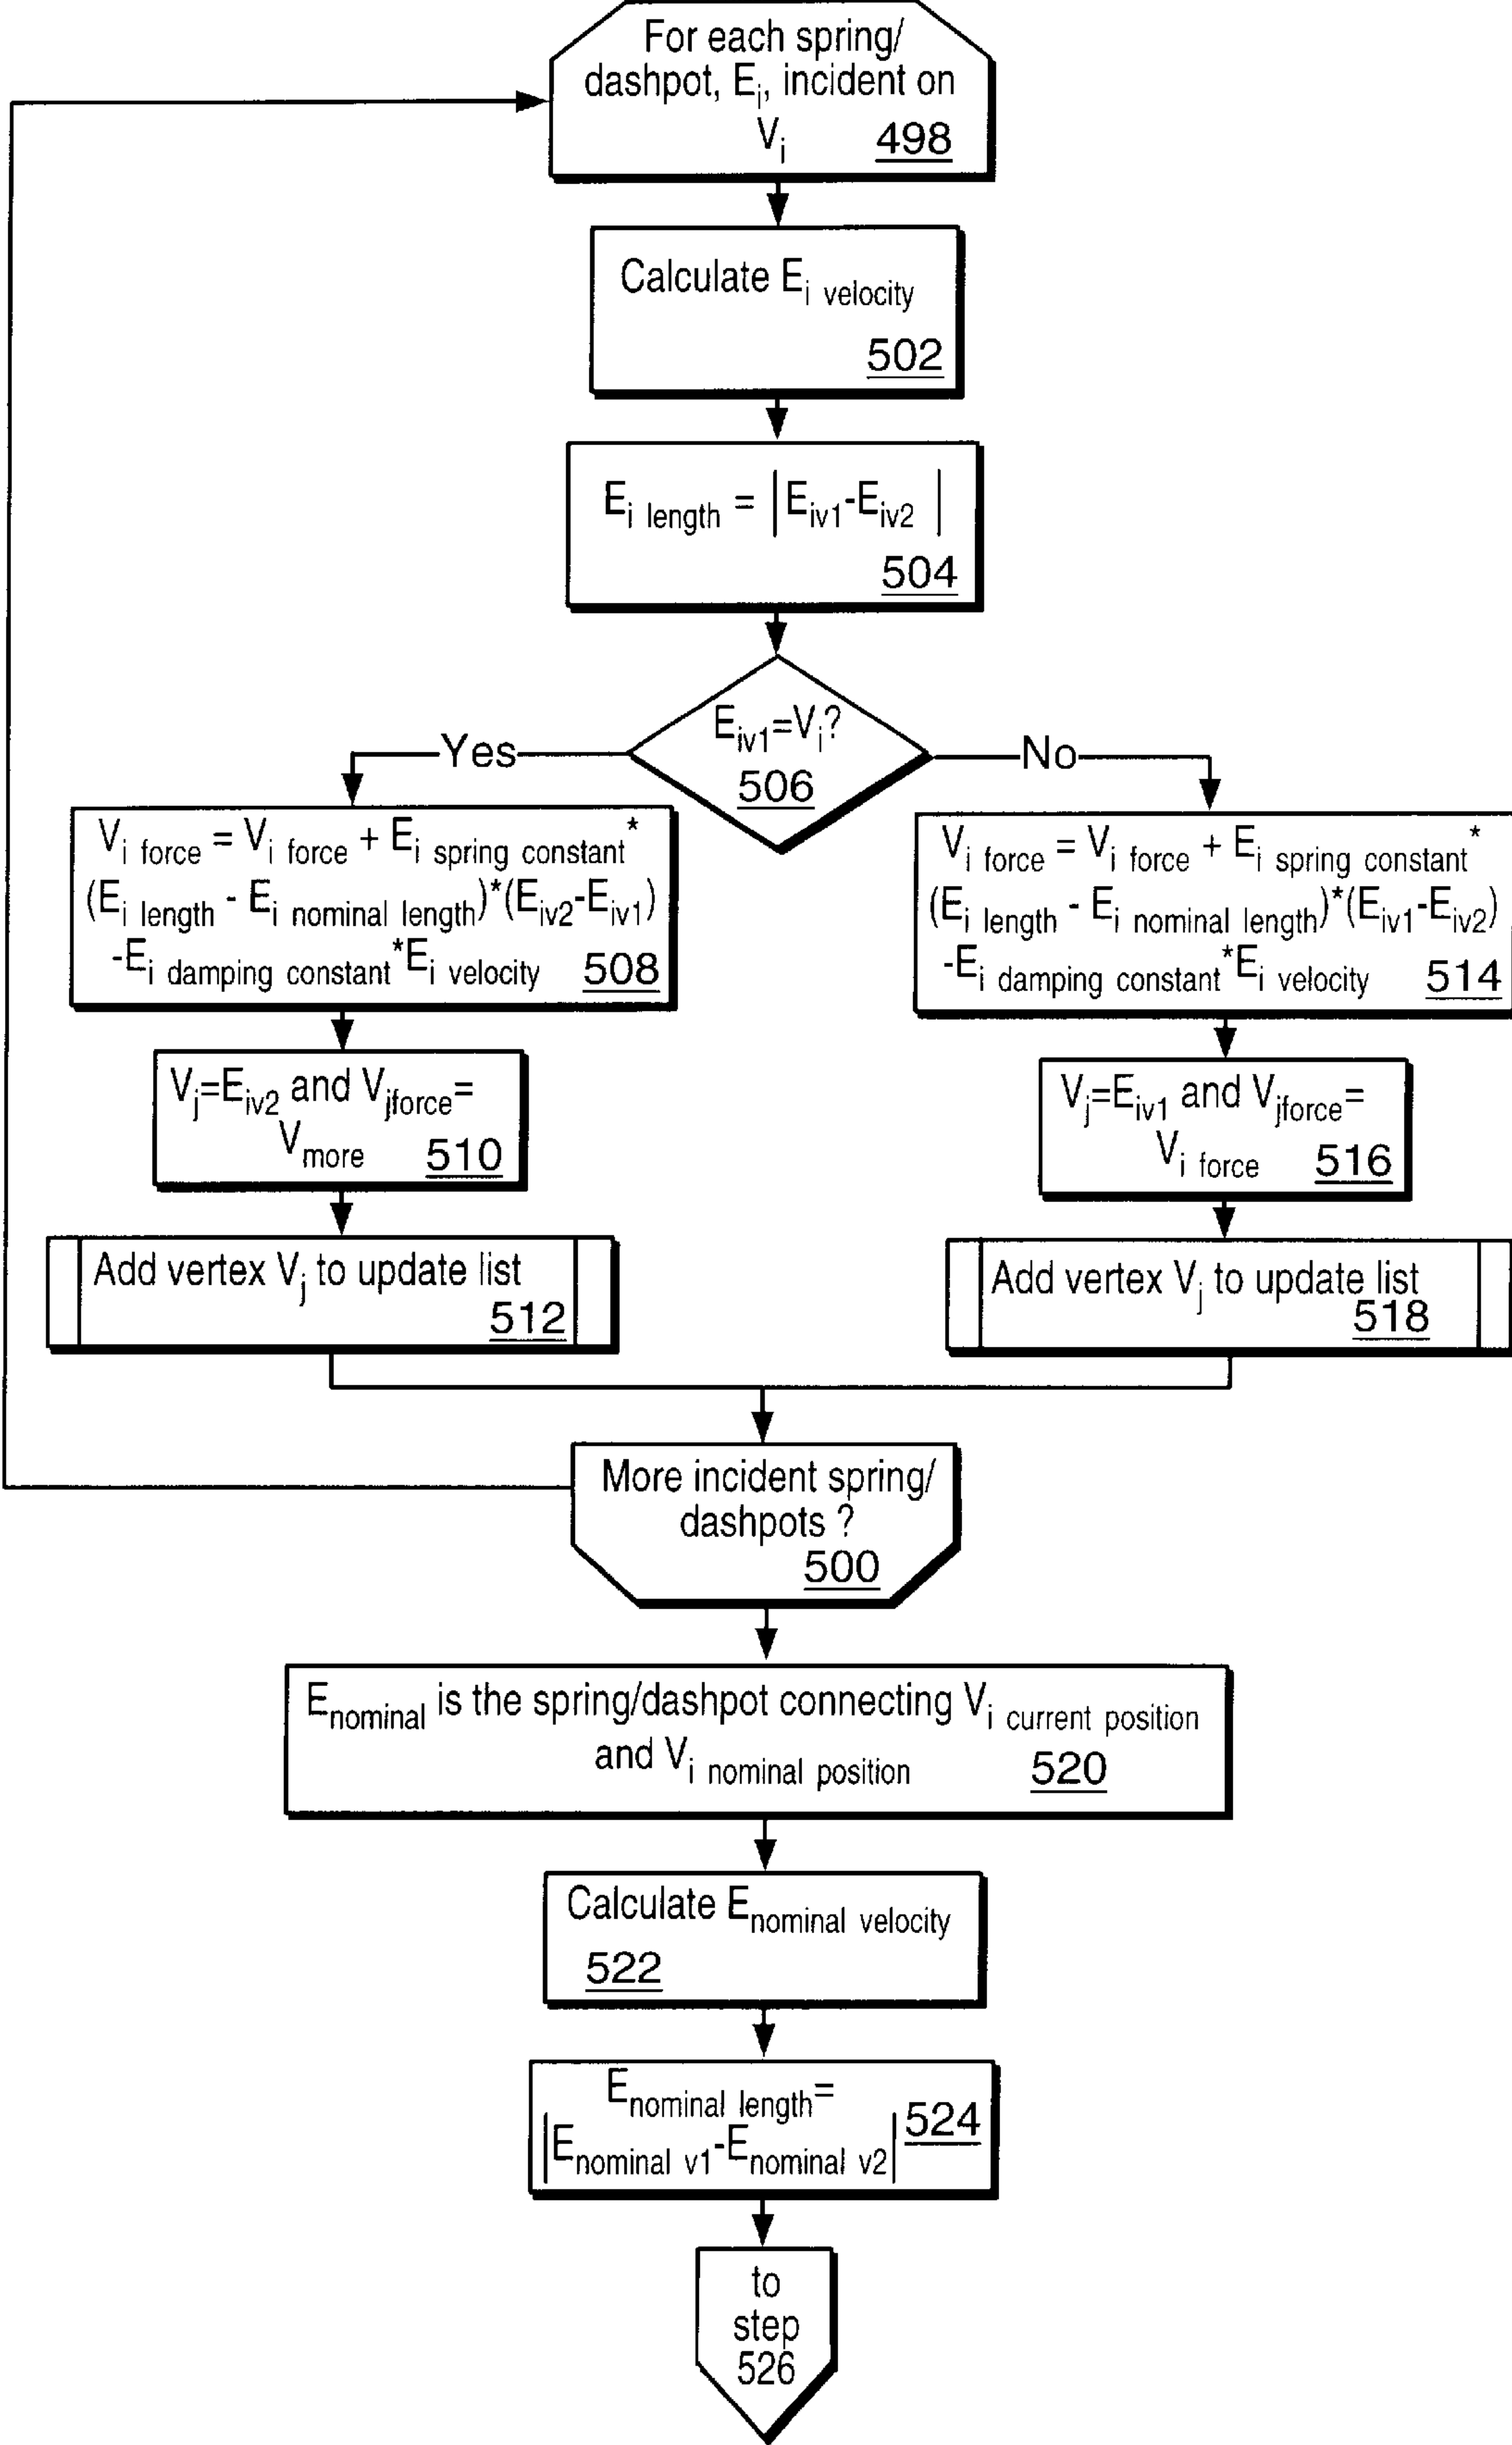 For each spring/
dashpot, Ei, incident on
Vi 498
Calculate Ei velocity
502
Ei length = |Eiv1-Eiv2 |
504
Eiv1=Vi?
506
Yes
No
Vi force = Vi force + Ei spring constant*
(Ei length - Ei nominal length)*(Eiv2-Eiv1)
-Ei damping constant*Ei velocity 508
Vi force = Vi force + Ei spring constant*
(Ei length - Ei nominal length)*(Eiv1-Eiv2)
-Ei damping constant*Ei velocity 514
Vj=Eiv2 and Vjforce=
Vmore 510
Vj=Eiv1 and Vjforce=
Vi force 516
Add vertex Vj to update list
512
Add vertex Vj to update list
518
More incident spring/
dashpots ?
500
Enominal is the spring/dashpot connecting Vi current position
and Vi nominal position 520
Calculate Enominal velocity
522
Enominal length=
|Enominal v1-Enominal v2| 524
to
step
526